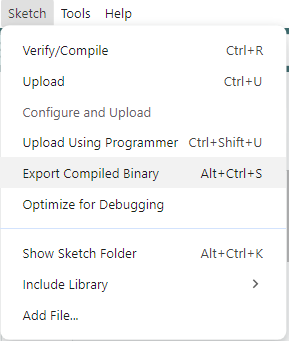 Sketch Tools Help
Verify/Compile Ctrl+R
Upload Ctrl+U
Configure and Upload
Upload Using Programmer Ctrl+Shift+U
Export Compiled Binary Alt+Ctrl+S
Optimize for Debugging
Show Sketch Folder Alt+Ctrl+K
Include Library
Add File...